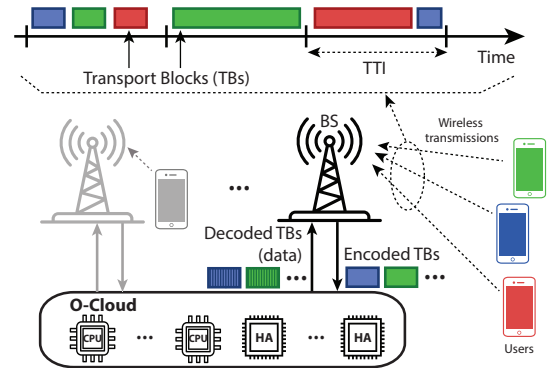 Time
Transport Blocks (TBs)
TTI
BS
Wireless
transmissions
...
Decoded TBs
(data)
Encoded TBs
...
...
O-Cloud
CPU
...
CPU
HA
...
HA
Users